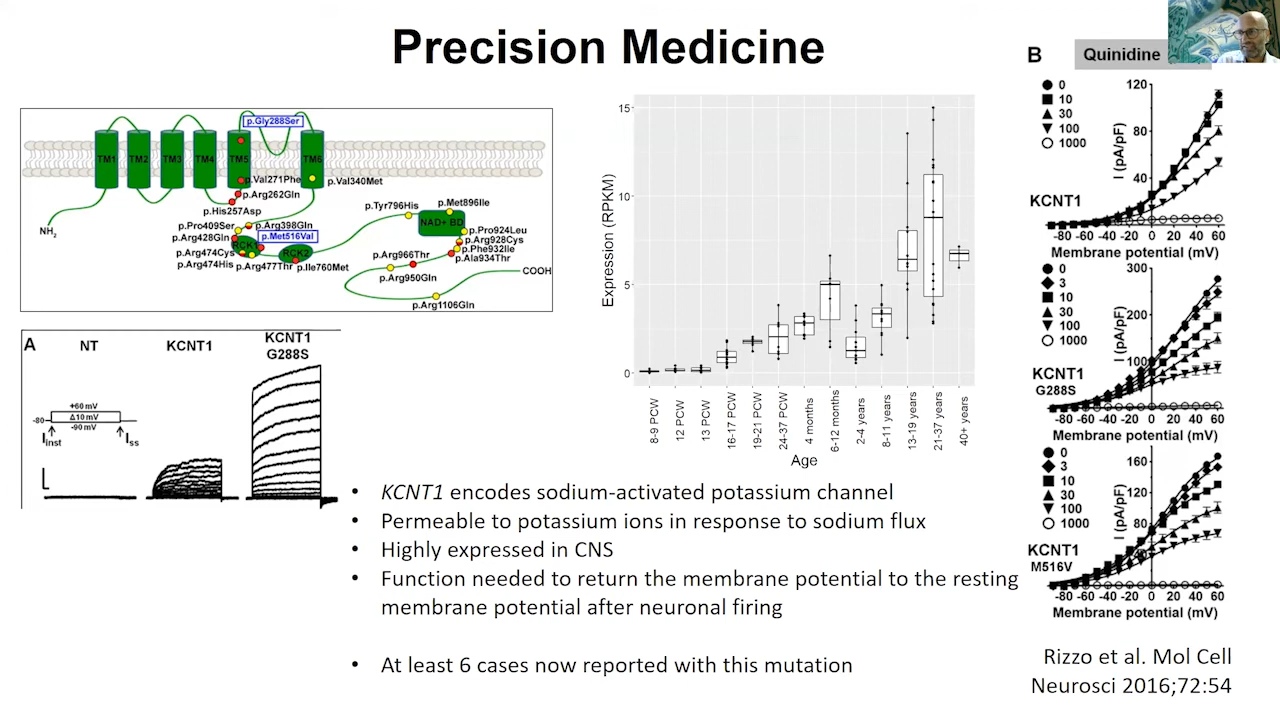 Precision Medicine
TM1
TM2
TM3
TM4
TM5
TM6
p.Gly288Ser
p.Val271Phe
p.Val340Met
p.Arg262Gln
p.His257Asp
NH2
p.Pro409Ser
p.Arg398Gln
p.Arg428Gln
p.Met516Val
RCK1
RCK2
p.Arg474Cys
p.Arg474His
p.Arg477Thr
p.Ile760Met
p.Tyr796His
p.Met896Ile
NAD+ BD
p.Pro924Leu
p.Arg928Cys
p.Phe932Ile
p.Ala934Thr
p.Arg966Thr
p.Arg950Gln
p.Arg1106Gln
COOH
A
NT
KCNT1
KCNT1
G288S
+60 mV
-80
Δ10 mV
-90 mV
Iinst
Iss
Expression (RPKM)
15
10
5
0
8-9 PCW
12 PCW
13 PCW
16-17 PCW
19-21 PCW
24-37 PCW
4 months
6-12 months
2-4 years
8-11 years
13-19 years
21-37 years
40+ years
Age
B
Quinidine
0
10
30
100
1000
KCNT1
I (pA/pF)
120
80
40
-80 -60 -40 -20 0 20 40 60
Membrane potential (mV)
0
3
10
30
100
1000
KCNT1
G288S
I (pA/pF)
300
200
100
-80 -60 -40 -20 0 20 40 60
Membrane potential (mV)
0
3
10
30
100
1000
KCNT1
M516V
I (pA/pF)
160
120
80
-80 -60 -40 -20 0 20 40 60
Membrane potential (mV)
• KCNT1 encodes sodium-activated potassium channel
• Permeable to potassium ions in response to sodium flux
• Highly expressed in CNS
• Function needed to return the membrane potential to the resting
membrane potential after neuronal firing
• At least 6 cases now reported with this mutation
Rizzo et al. Mol Cell
Neurosci 2016;72:54